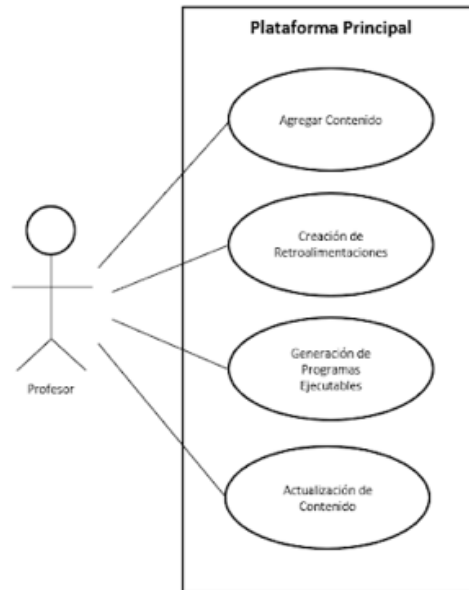 Plataforma Principal
Agregar Contenido
Creación de
Retroalimentaciones
Generación de
Programas
Ejecutables
Profesor
Actualización de
Contenido